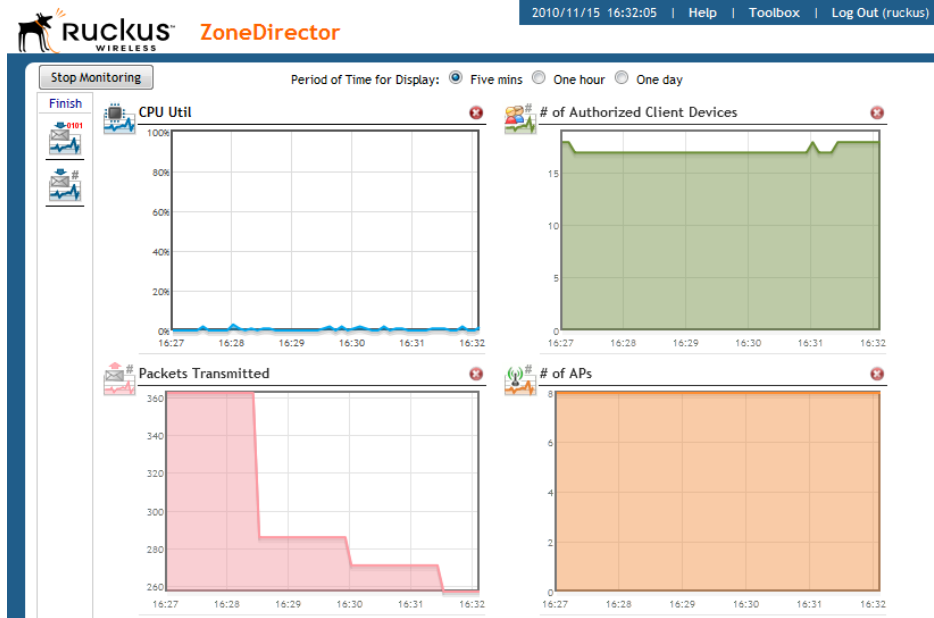 2010/11/15 16:32:05 | Help | Toolbox | Log Out (ruckus)
RUCKUS™
WIRELESS
ZoneDirector
Stop Monitoring
Period of Time for Display: Five mins One hour One day
Finish
0101
#
CPU Util
100%
80%
60%
40%
20%
0%
16:27 16:28 16:29 16:30 16:31 16:32
#
# of Authorized Client Devices
15
10
5
0
16:27 16:28 16:29 16:30 16:31 16:32
#
Packets Transmitted
360
340
320
300
280
260
16:27 16:28 16:29 16:30 16:31 16:32
#
# of APs
8
6
4
2
0
16:27 16:28 16:29 16:30 16:31 16:32